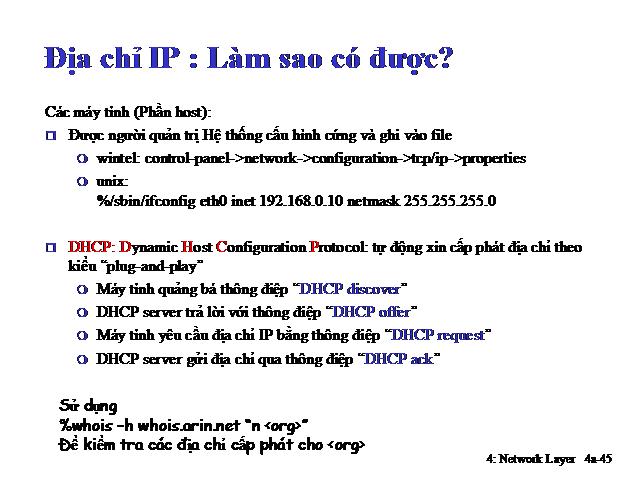 Địa chỉ IP : Làm sao có được?
Các máy tính (Phần host):
Được người quản trị Hệ thống cấu hình cứng và ghi vào file
wintel: control-panel->network->configuration->tcp/ip->properties
unix:
%/sbin/ifconfig eth0 inet 192.168.0.10 netmask 255.255.255.0
DHCP: Dynamic Host Configuration Protocol: tự động xin cấp phát địa chỉ theo
kiểu “plug-and-play”
Máy tính quảng bá thông điệp “DHCP discover”
DHCP server trả lời với thông điệp “DHCP offer”
Máy tính yêu cầu địa chỉ IP bằng thông điệp “DHCP request”
DHCP server gửi địa chỉ qua thông điệp “DHCP ack”
Sử dụng
%whois –h whois.arin.net “n <org>”
Để kiểm tra các địa chỉ cấp phát cho <org>
4: Network Layer 4a-45